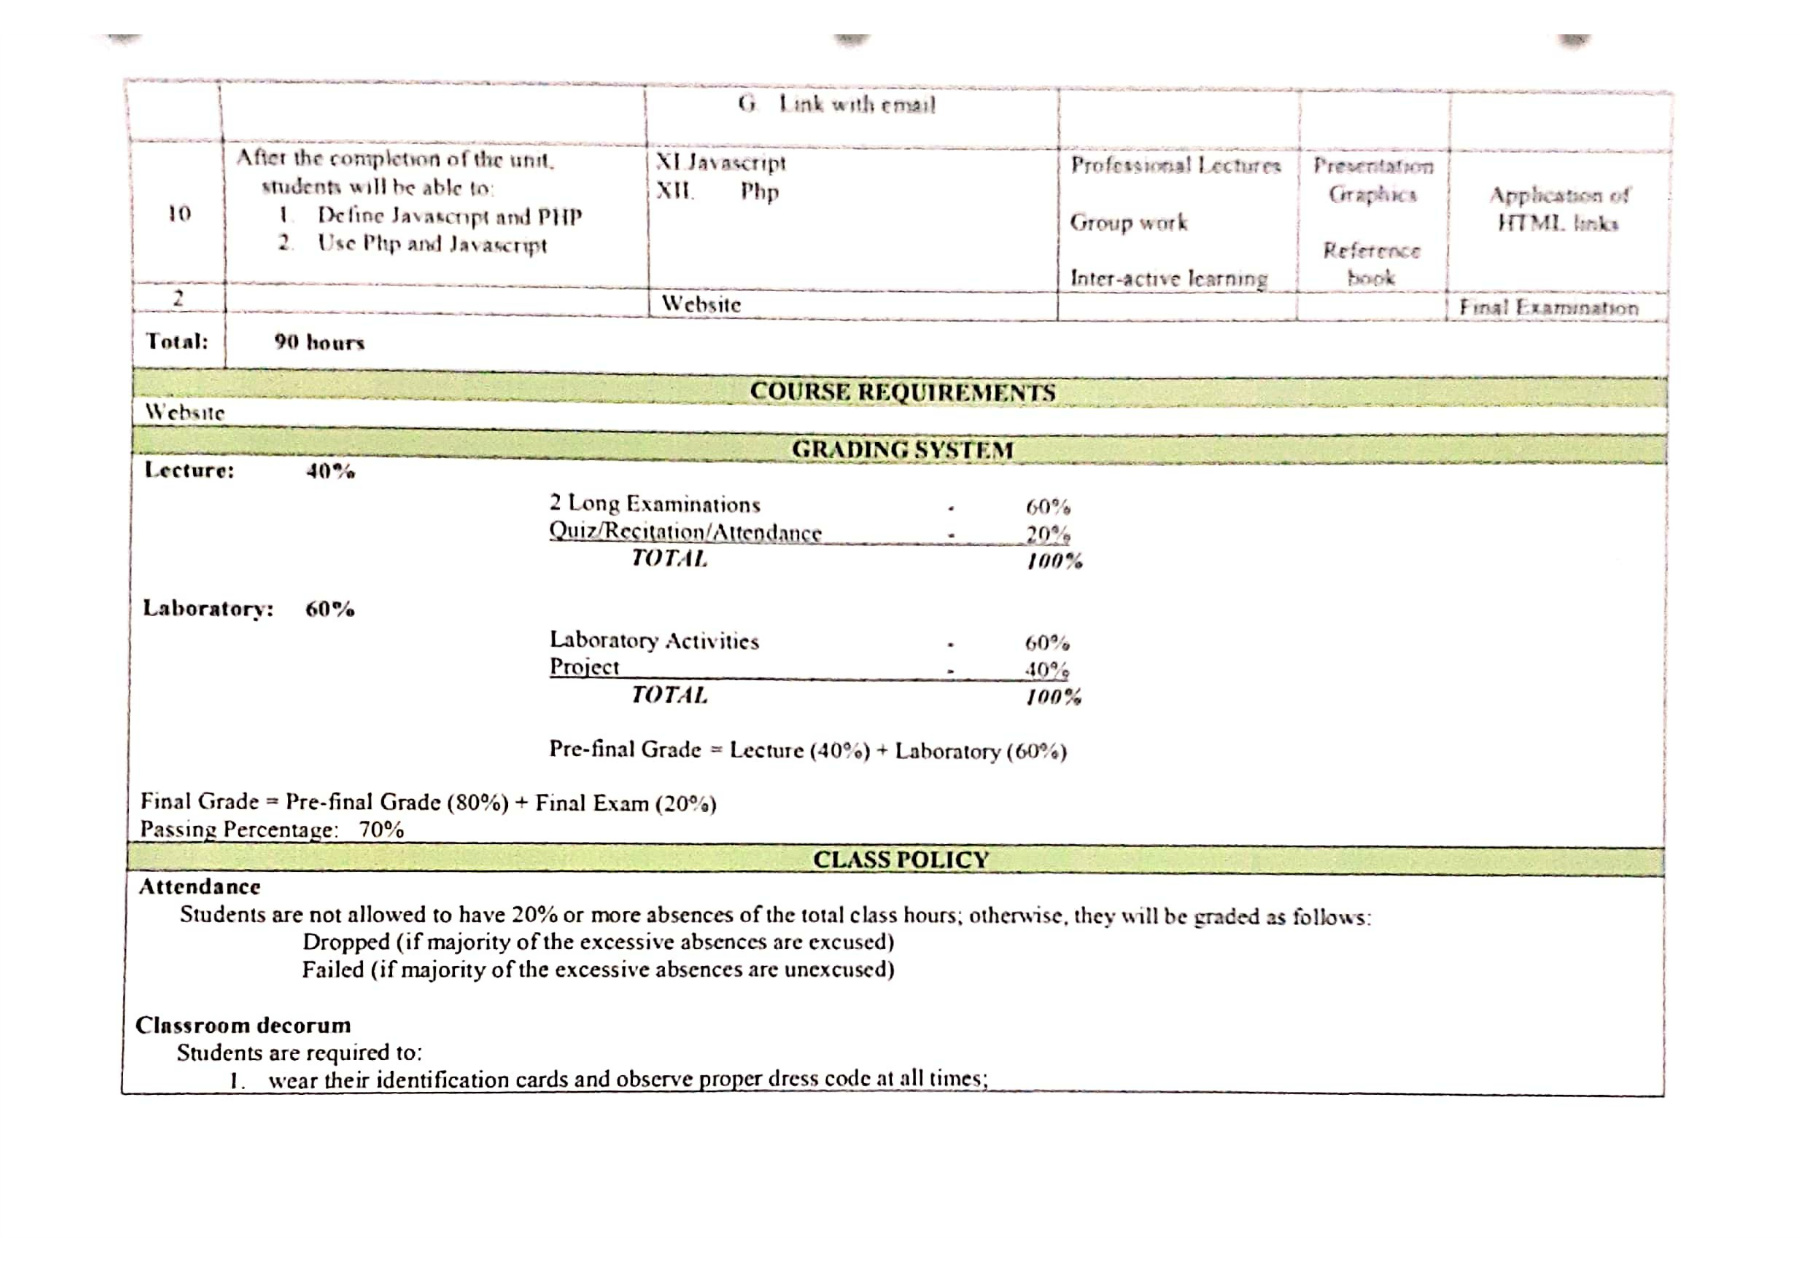 G. Link with email
10
After the completion of the unit,
students will be able to:
1. Define Javascript and PHP
2. Use Php and Javascript
XI Javascript
XII. Php
Professional Lectures
Group work
Inter-active learning
Presentation
Graphics
Reference
book
Application of
HTML links
2
Website
Final Examination
Total: 90 hours
COURSE REQUIREMENTS
Website
GRADING SYSTEM
Lecture: 40%
2 Long Examinations - 60%
Quiz/Recitation/Attendance - 20%
TOTAL 100%
Laboratory: 60%
Laboratory Activities - 60%
Project - 40%
TOTAL 100%
Pre-final Grade = Lecture (40%) + Laboratory (60%)
Final Grade = Pre-final Grade (80%) + Final Exam (20%)
Passing Percentage: 70%
CLASS POLICY
Attendance
Students are not allowed to have 20% or more absences of the total class hours; otherwise, they will be graded as follows:
Dropped (if majority of the excessive absences are excused)
Failed (if majority of the excessive absences are unexcused)
Classroom decorum
Students are required to:
1. wear their identification cards and observe proper dress code at all times;